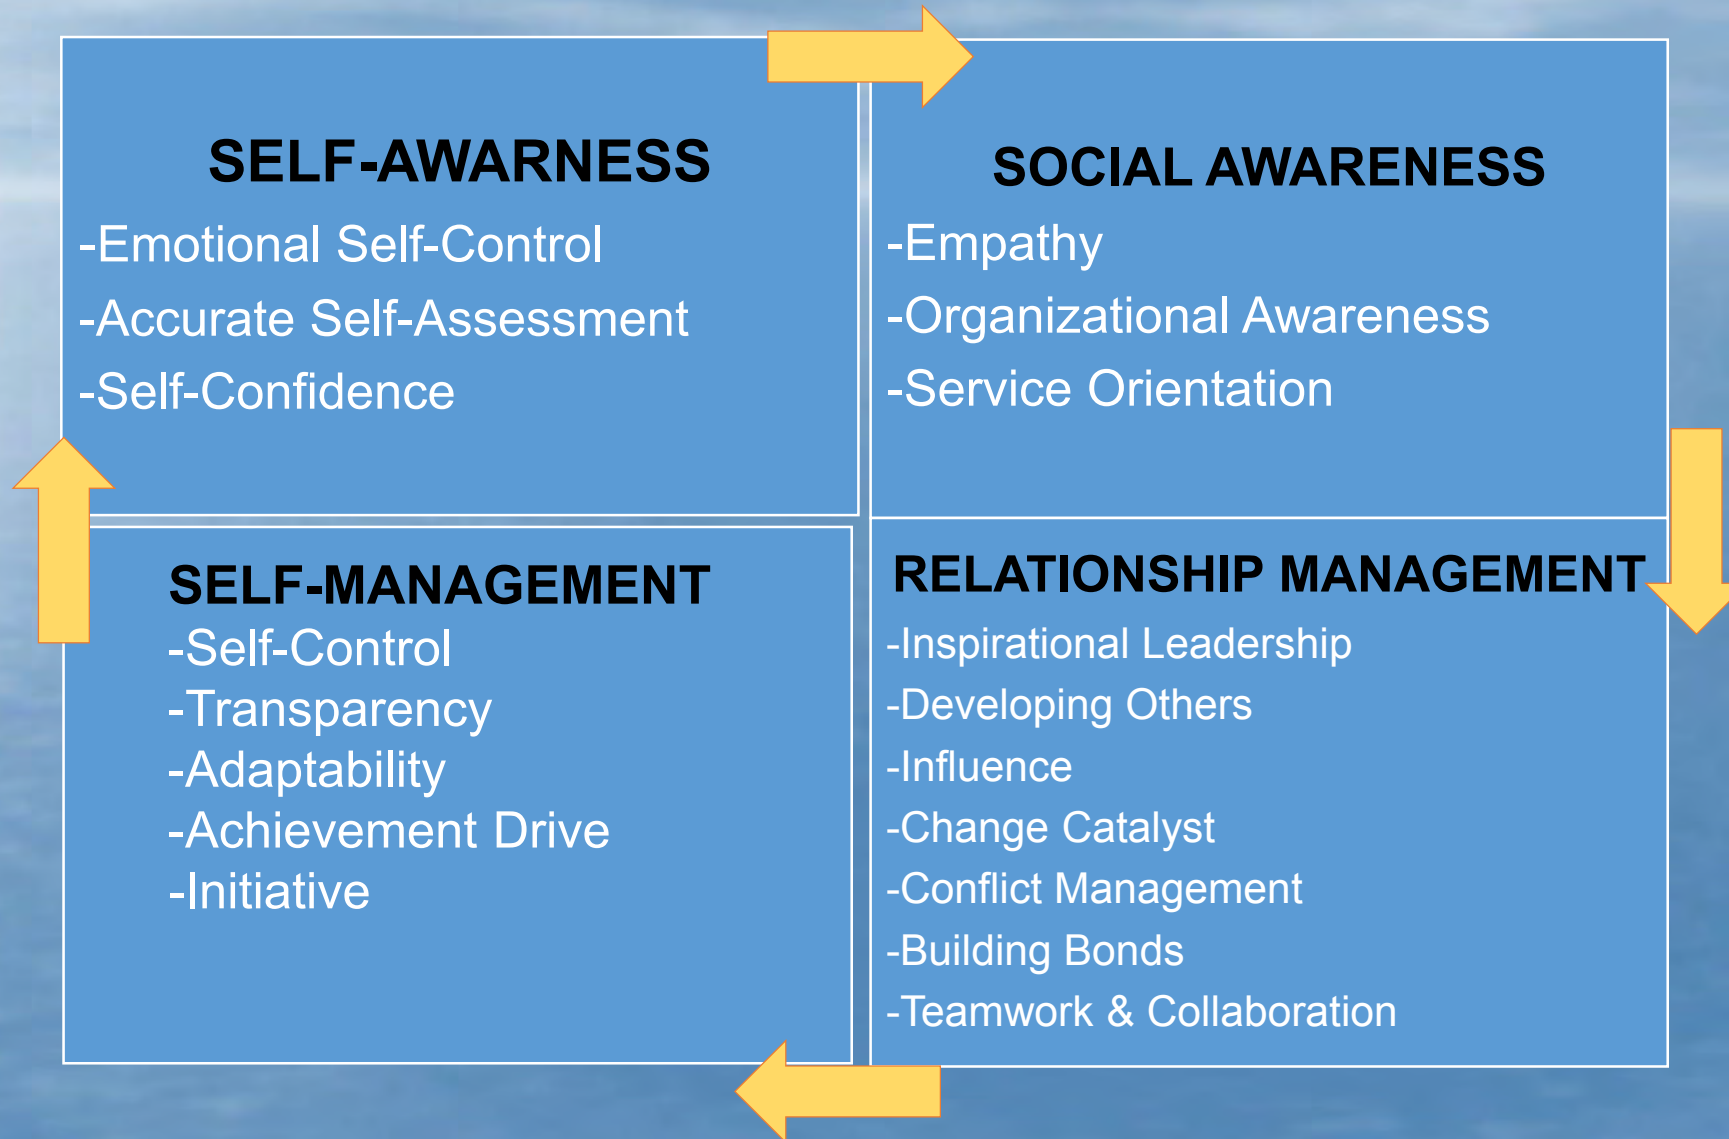 SELF-AWARNESS
-Emotional Self-Control
-Accurate Self-Assessment
-Self-Confidence
SOCIAL AWARENESS
-Empathy
-Organizational Awareness
-Service Orientation
SELF-MANAGEMENT
-Self-Control
-Transparency
-Adaptability
-Achievement Drive
-Initiative
RELATIONSHIP MANAGEMENT
-Inspirational Leadership
-Developing Others
-Influence
-Change Catalyst
-Conflict Management
-Building Bonds
-Teamwork & Collaboration